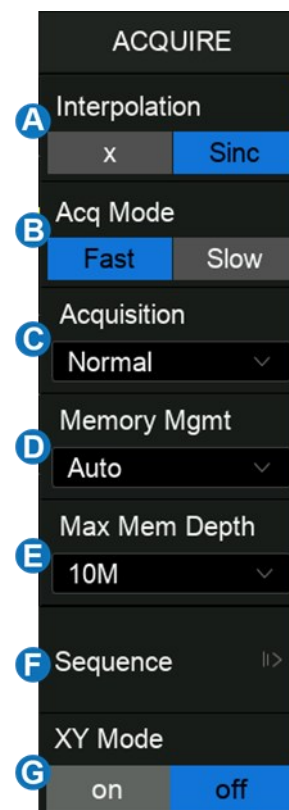 ACQUIRE
Interpolation
A
x Sinc
Acq Mode
B
Fast Slow
Acquisition
C
Normal
Memory Mgmt
D
Auto
Max Mem Depth
E
10M
F Sequence
XY Mode
G
on off